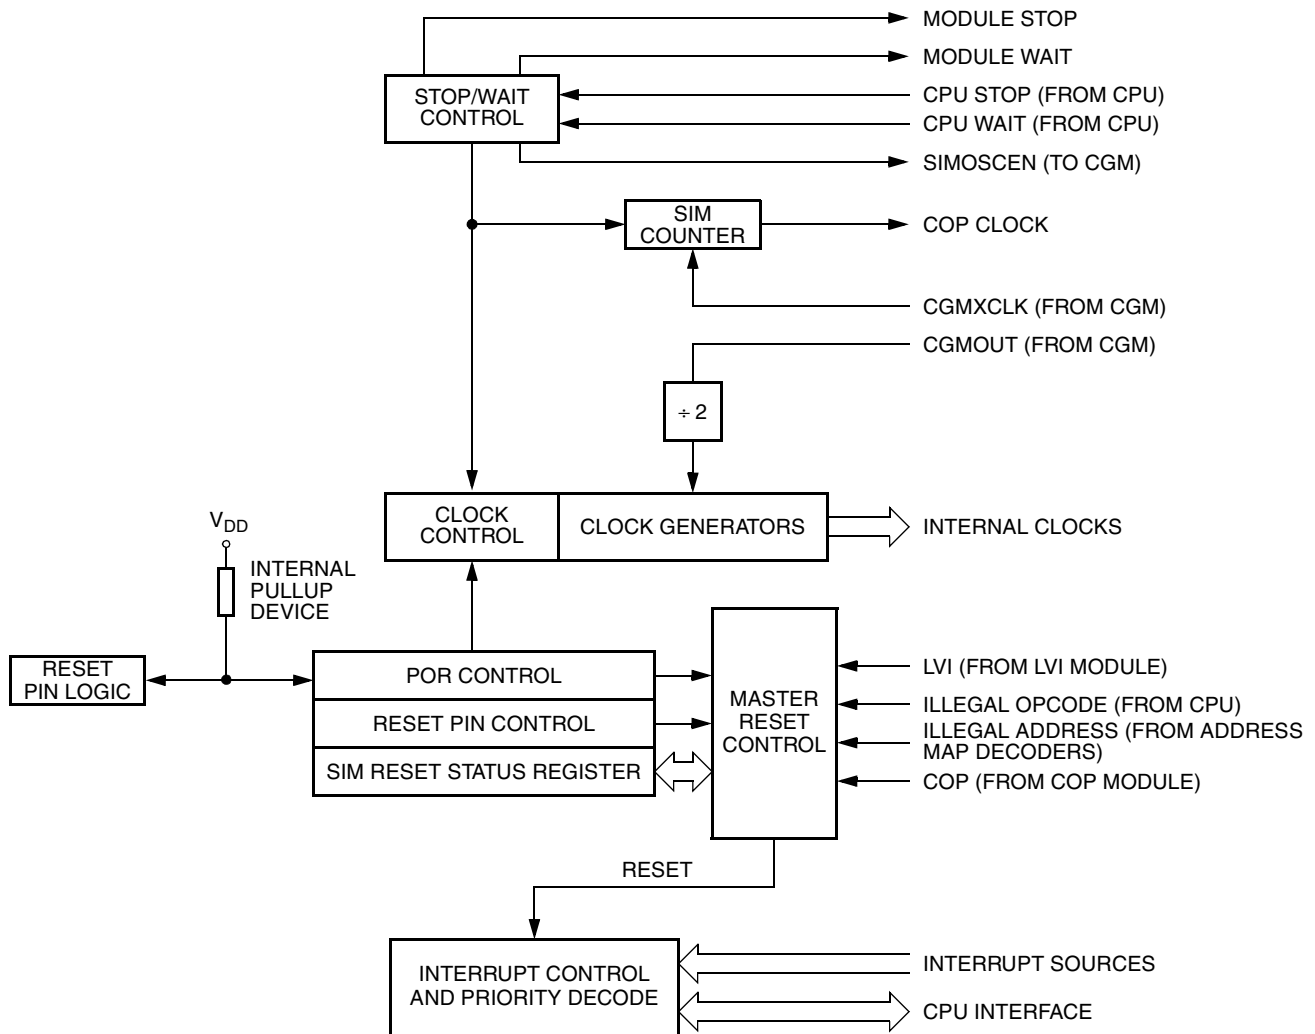 MODULE STOP
MODULE WAIT
STOP/WAIT
CONTROL
CPU STOP (FROM CPU)
CPU WAIT (FROM CPU)
SIMOSCEN (TO CGM)
SIM
COUNTER
COP CLOCK
CGMXCLK (FROM CGM)
CGMOUT (FROM CGM)
÷ 2
CLOCK
CONTROL
CLOCK GENERATORS
INTERNAL CLOCKS
VDD
INTERNAL
PULLUP
DEVICE
RESET
PIN LOGIC
POR CONTROL
RESET PIN CONTROL
SIM RESET STATUS REGISTER
MASTER
RESET
CONTROL
LVI (FROM LVI MODULE)
ILLEGAL OPCODE (FROM CPU)
ILLEGAL ADDRESS (FROM ADDRESS
MAP DECODERS)
COP (FROM COP MODULE)
RESET
INTERRUPT CONTROL
AND PRIORITY DECODE
INTERRUPT SOURCES
CPU INTERFACE